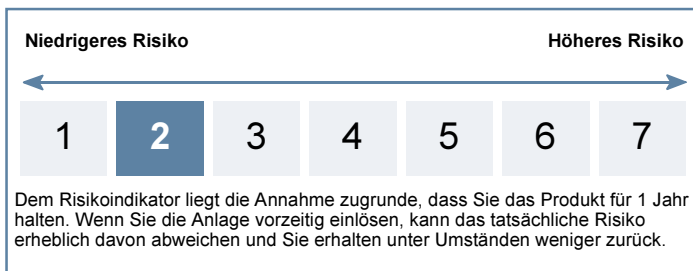 Niedrigeres Risiko Höheres Risiko
1 2 3 4 5 6 7
Dem Risikoindikator liegt die Annahme zugrunde, dass Sie das Produkt für 1 Jahr
halten. Wenn Sie die Anlage vorzeitig einlösen, kann das tatsächliche Risiko
erheblich davon abweichen und Sie erhalten unter Umständen weniger zurück.